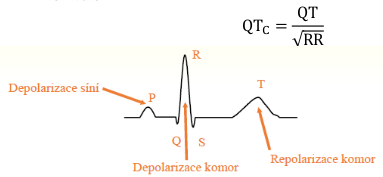 QT_C = QT / √RR
R
Depolarizace síní
P
T
Q
S
Repolarizace komor
Depolarizace komor